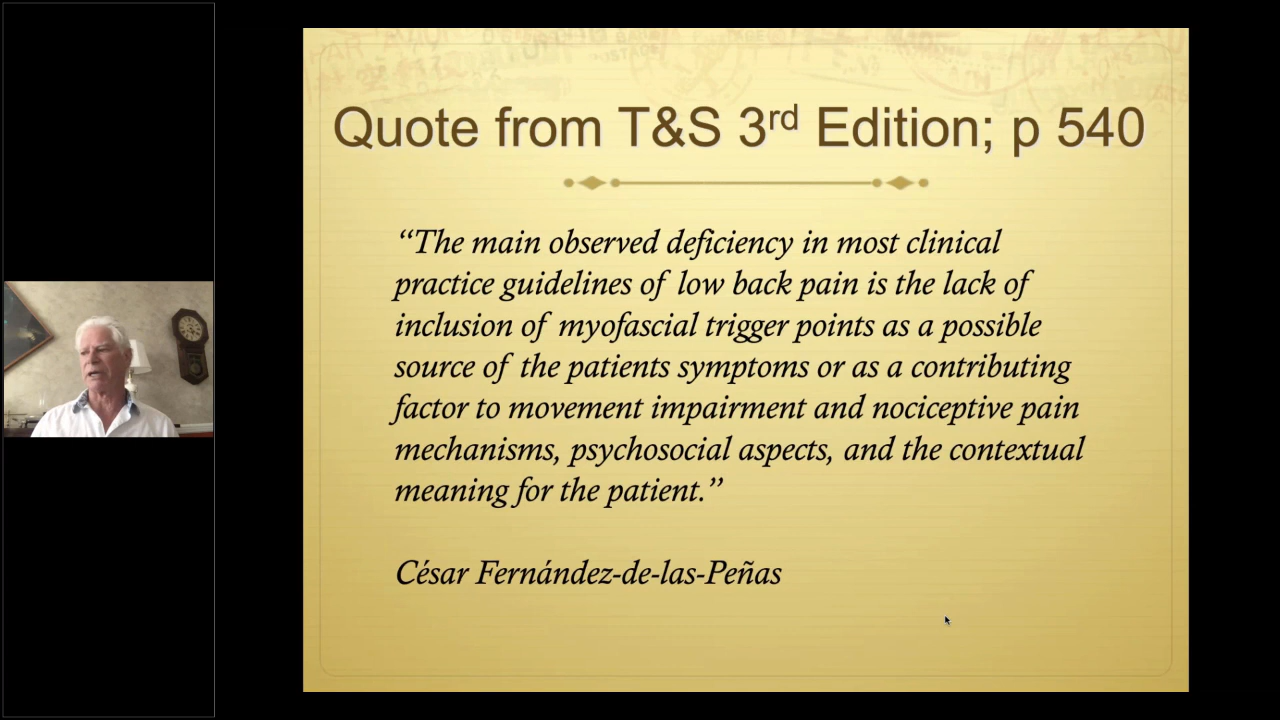 Quote from T&S 3rd Edition; p 540
“The main observed deficiency in most clinical
practice guidelines of low back pain is the lack of
inclusion of myofascial trigger points as a possible
source of the patients symptoms or as a contributing
factor to movement impairment and nociceptive pain
mechanisms, psychosocial aspects, and the contextual
meaning for the patient.”
César Fernández-de-las-Peñas